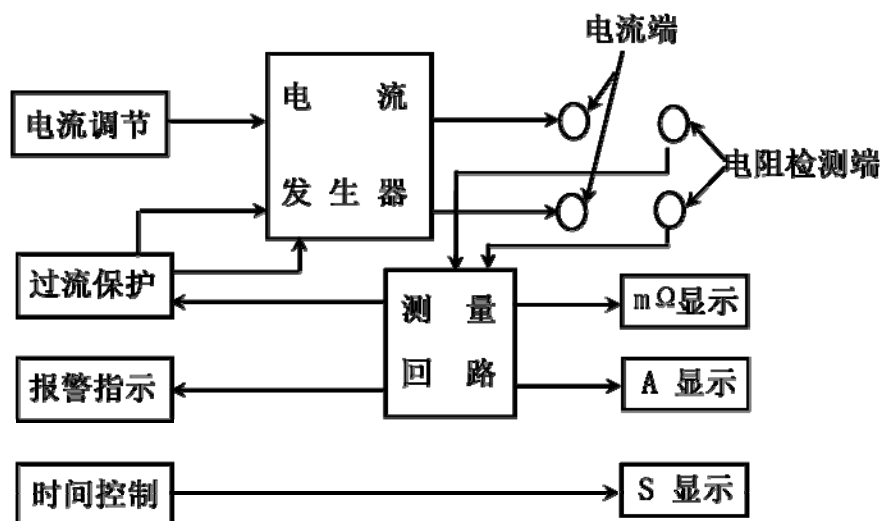 电流端
电流调节
电 流
发生器
电阻检测端
过流保护
测 量
回 路
mΩ显示
报警指示
A 显示
时间控制
S 显示